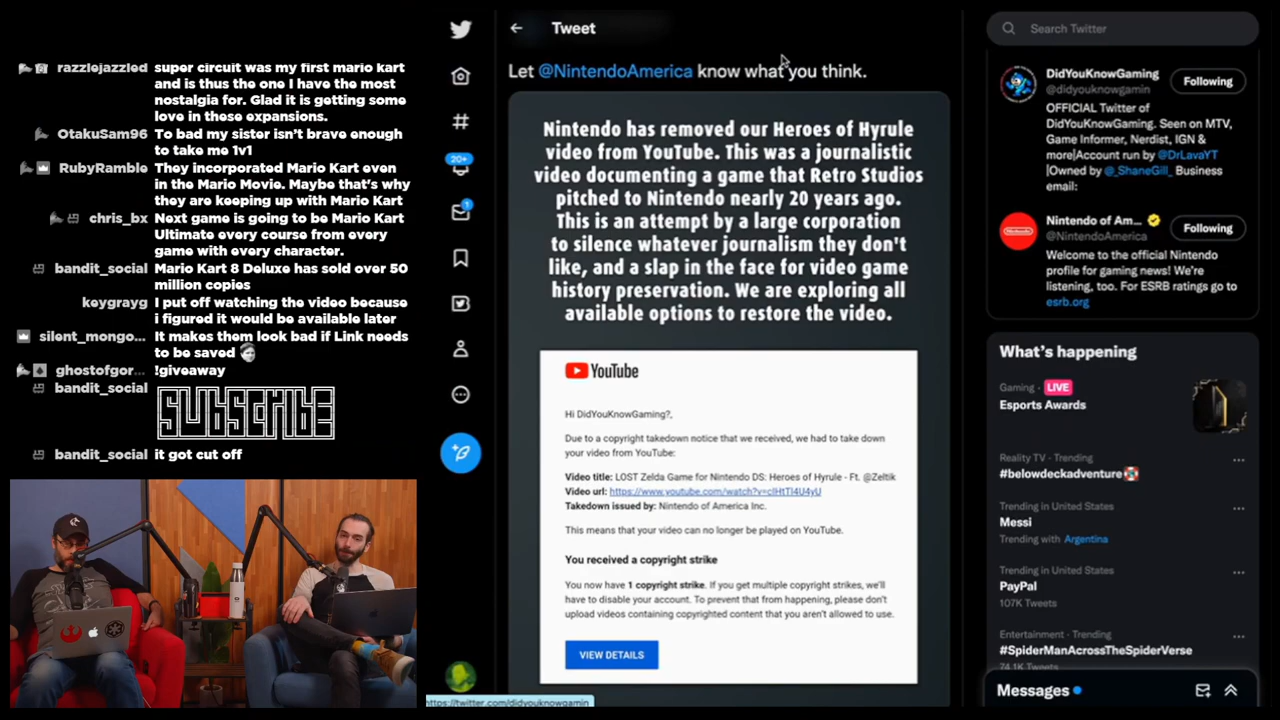 razzlejazzled super circuit was my first mario kart
and is thus the one I have the most
nostalgia for. Glad it is getting some
love in these expansions.
OtakuSam96 To bad my sister isn't brave enough
to take me 1v1
RubyRamble They incorporated Mario Kart even
in the Mario Movie. Maybe that's why
they are keeping up with Mario Kart
chris_bx Next game is going to be Mario Kart
Ultimate every course from every
game with every character.
bandit_social Mario Kart 8 Deluxe has sold over 50
million copies
keygrayg I put off watching the video because
i figured it would be available later
silent_mongo... It makes them look bad if Link needs
to be saved
ghostofgor... !giveaway
bandit_social
SUBSCRIBE
bandit_social it got cut off
20+
1
Tweet
Let @NintendoAmerica know what you think.
Nintendo has removed our Heroes of Hyrule
video from YouTube. This was a journalistic
video documenting a game that Retro Studios
pitched to Nintendo nearly 20 years ago.
This is an attempt by a large corporation
to silence whatever journalism they don't
like, and a slap in the face for video game
history preservation. We are exploring all
available options to restore the video.
YouTube
Hi DidYouKnowGaming?,
Due to a copyright takedown notice that we received, we had to take down
your video from YouTube:
Video title: LOST Zelda Game for Nintendo DS: Heroes of Hyrule - Ft. @Zeltik
Video url: https://www.youtube.com/watch?v=cIHtTl4U4yU
Takedown issued by: Nintendo of America Inc.
This means that your video can no longer be played on YouTube.
You received a copyright strike
You now have 1 copyright strike. If you get multiple copyright strikes, we'll
have to disable your account. To prevent that from happening, please don't
upload videos containing copyrighted content that you aren't allowed to use.
VIEW DETAILS
https://twitter.com/didyouknowgamin
Search Twitter
DidYouKnowGaming
@didyouknowgamin
Following
OFFICIAL Twitter of
DidYouKnowGaming. Seen on MTV,
Game Informer, Nerdist, IGN &
more|Account run by @DrLavaYT
|Owned by @_ShaneGill_ Business
email:
Nintendo of Am...
@NintendoAmerica
Following
Welcome to the official Nintendo
profile for gaming news! We're
listening, too. For ESRB ratings go to
esrb.org
What's happening
Gaming · LIVE
Esports Awards
Reality TV · Trending
#belowdeckadventure
Trending in United States
Messi
Trending with Argentina
Trending in United States
PayPal
107K Tweets
Entertainment · Trending
#SpiderManAcrossTheSpiderVerse
74.1K Tweets
Messages